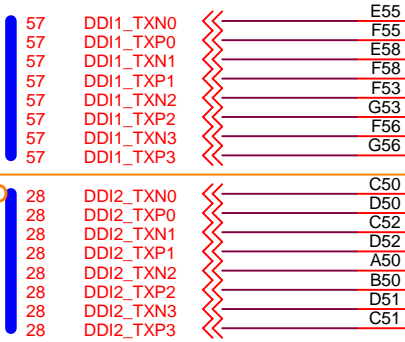 57 DDI1_TXN0 E55
57 DDI1_TXP0 F55
57 DDI1_TXN1 E58
57 DDI1_TXP1 F58
57 DDI1_TXN2 F53
57 DDI1_TXP2 G53
57 DDI1_TXN3 F56
57 DDI1_TXP3 G56
28 DDI2_TXN0 C50
28 DDI2_TXP0 D50
28 DDI2_TXN1 C52
28 DDI2_TXP1 D52
28 DDI2_TXN2 A50
28 DDI2_TXP2 B50
28 DDI2_TXN3 D51
28 DDI2_TXP3 C51